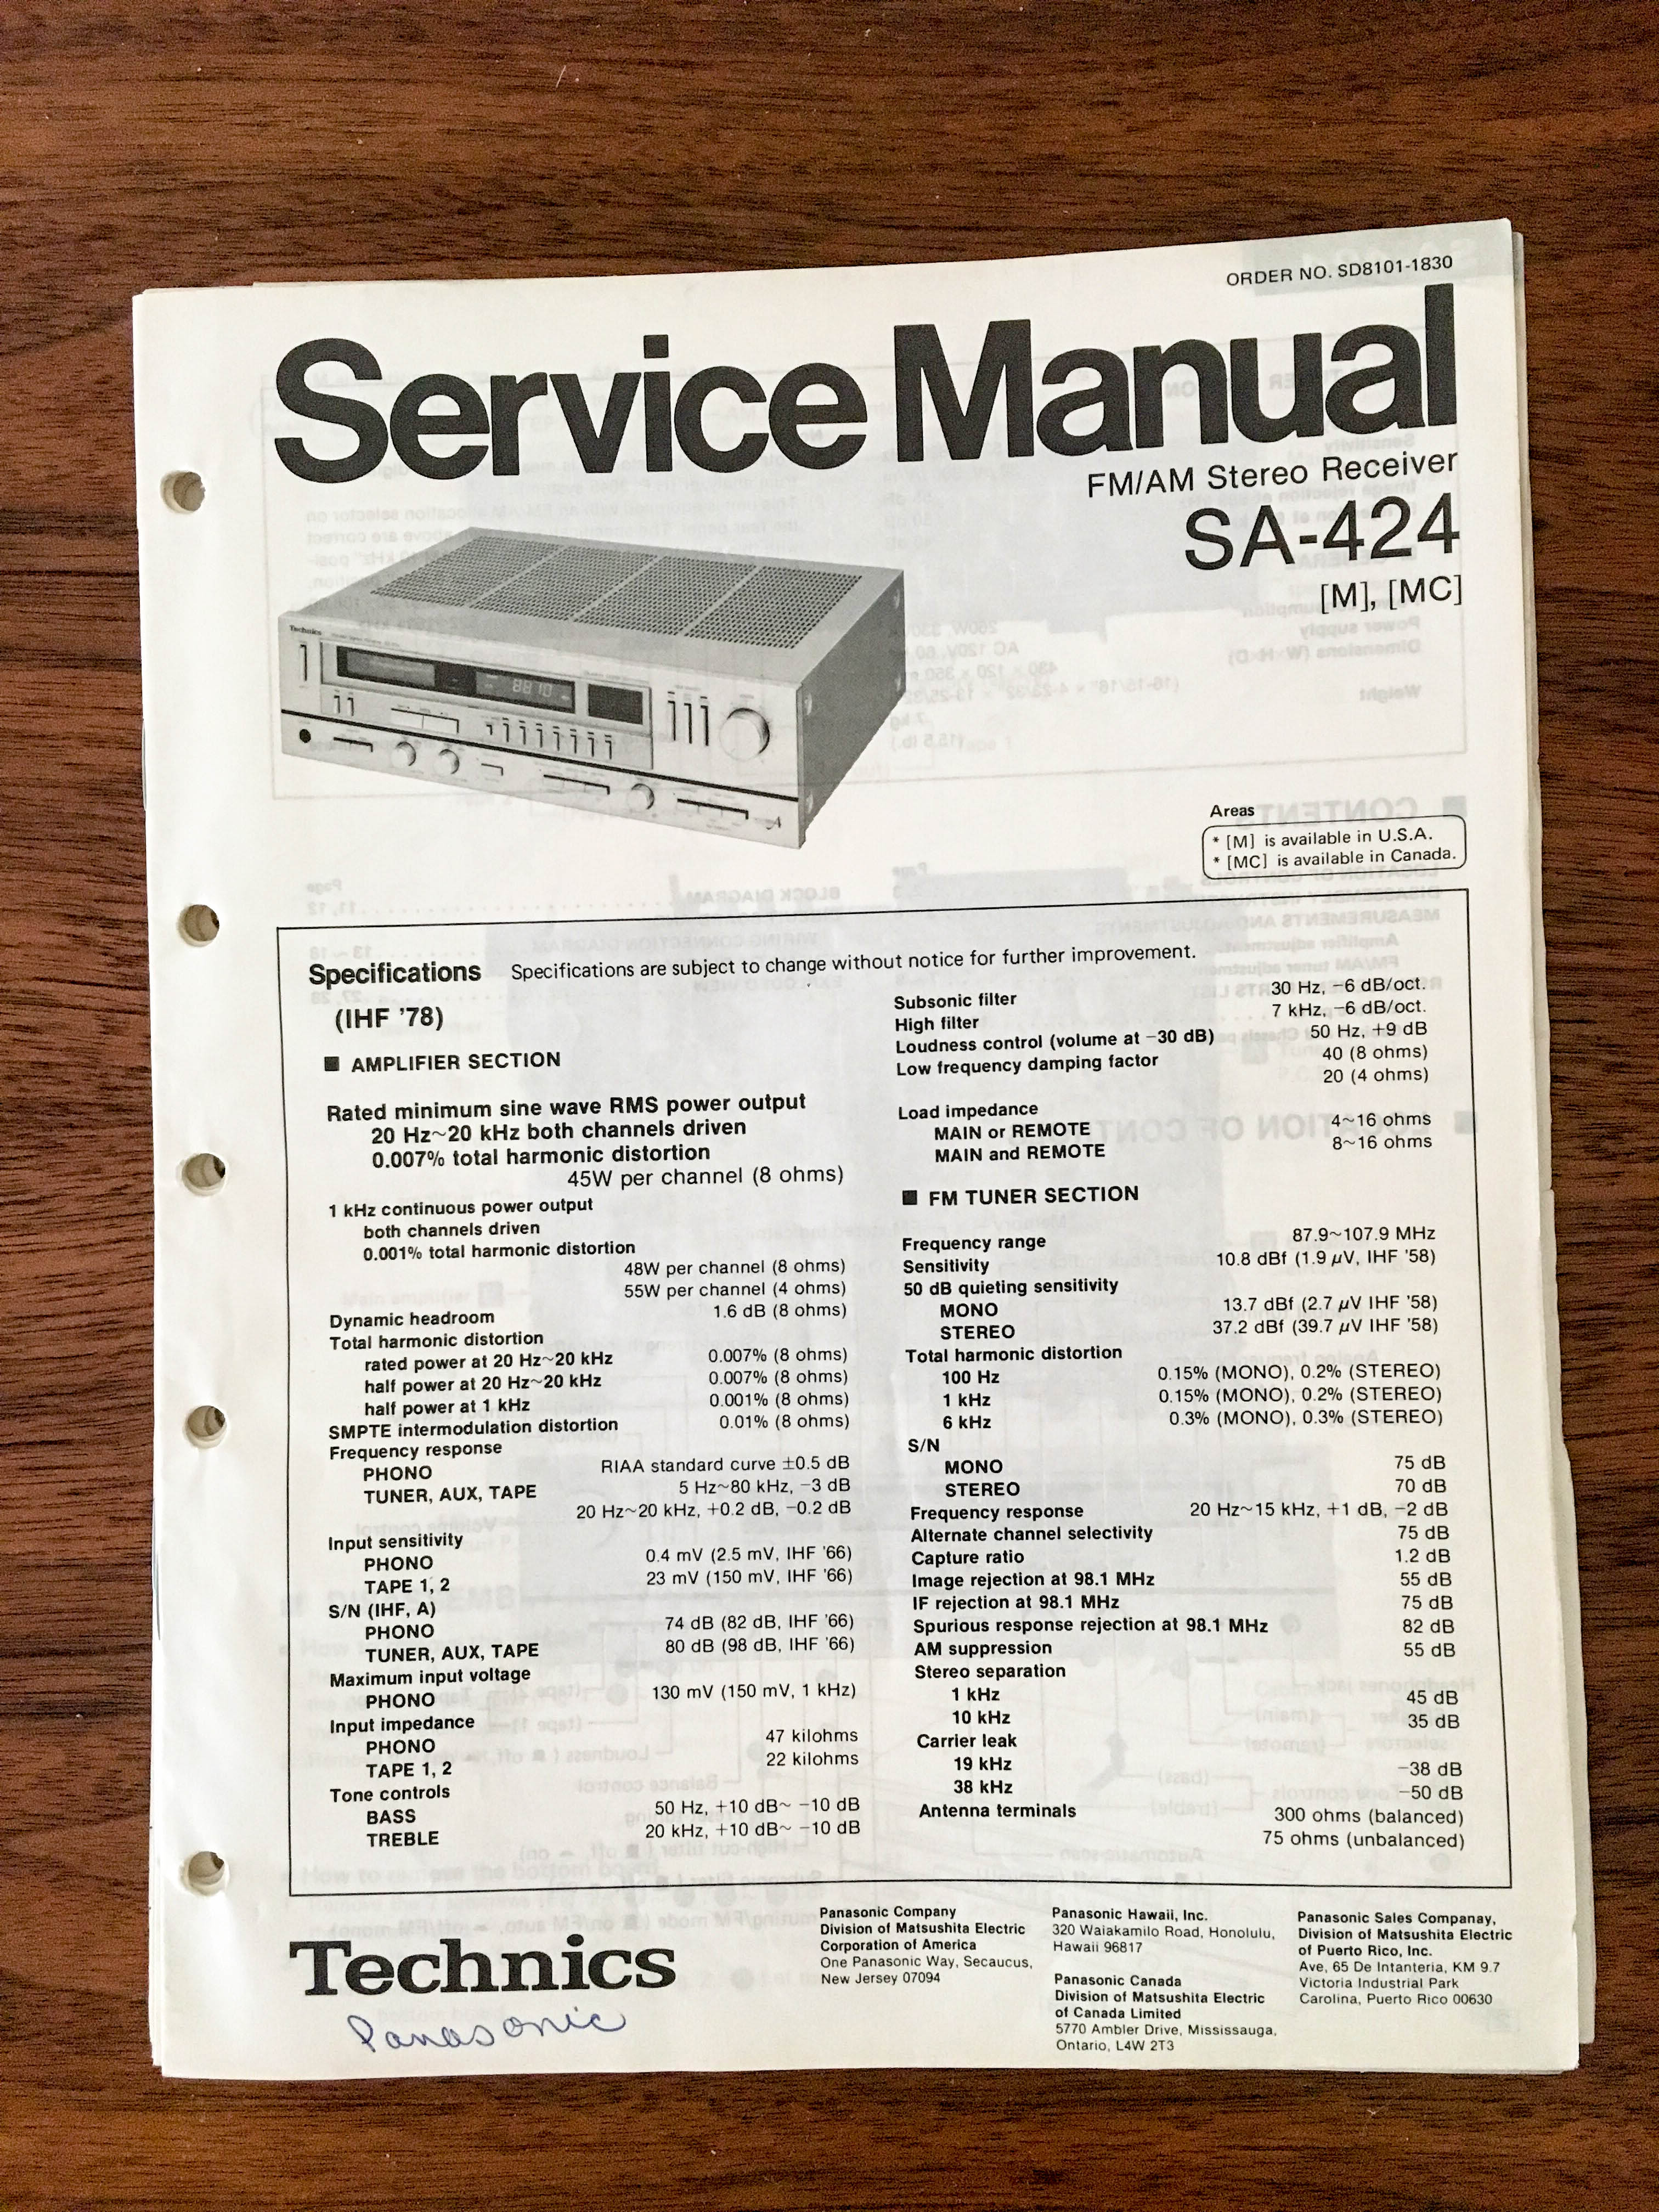 ORDER NO. SD8101-1830
Service Manual
FM/AM Stereo Receiver
SA-424
[M], [MC]
Technics
8810
Areas
* [M] is available in U.S.A.
* [MC] is available in Canada.
Specifications Specifications are subject to change without notice for further improvement.
(IHF '78)
■ AMPLIFIER SECTION
Rated minimum sine wave RMS power output
20 Hz~20 kHz both channels driven
0.007% total harmonic distortion
45W per channel (8 ohms)
1 kHz continuous power output
both channels driven
0.001% total harmonic distortion
48W per channel (8 ohms)
55W per channel (4 ohms)
Dynamic headroom 1.6 dB (8 ohms)
Total harmonic distortion
rated power at 20 Hz~20 kHz 0.007% (8 ohms)
half power at 20 Hz~20 kHz 0.007% (8 ohms)
half power at 1 kHz 0.001% (8 ohms)
SMPTE intermodulation distortion 0.01% (8 ohms)
Frequency response
PHONO RIAA standard curve ±0.5 dB
TUNER, AUX, TAPE 5 Hz~80 kHz, −3 dB
20 Hz~20 kHz, +0.2 dB, −0.2 dB
Input sensitivity
PHONO 0.4 mV (2.5 mV, IHF '66)
TAPE 1, 2 23 mV (150 mV, IHF '66)
S/N (IHF, A)
PHONO 74 dB (82 dB, IHF '66)
TUNER, AUX, TAPE 80 dB (98 dB, IHF '66)
Maximum input voltage
PHONO 130 mV (150 mV, 1 kHz)
Input impedance
PHONO 47 kilohms
TAPE 1, 2 22 kilohms
Tone controls
BASS 50 Hz, +10 dB~ −10 dB
TREBLE 20 kHz, +10 dB~ −10 dB
Subsonic filter 30 Hz, −6 dB/oct.
High filter 7 kHz, −6 dB/oct.
Loudness control (volume at −30 dB) 50 Hz, +9 dB
Low frequency damping factor 40 (8 ohms)
20 (4 ohms)
Load impedance
MAIN or REMOTE 4~16 ohms
MAIN and REMOTE 8~16 ohms
■ FM TUNER SECTION
Frequency range 87.9~107.9 MHz
Sensitivity 10.8 dBf (1.9 µV, IHF '58)
50 dB quieting sensitivity
MONO 13.7 dBf (2.7 µV IHF '58)
STEREO 37.2 dBf (39.7 µV IHF '58)
Total harmonic distortion
100 Hz 0.15% (MONO), 0.2% (STEREO)
1 kHz 0.15% (MONO), 0.2% (STEREO)
6 kHz 0.3% (MONO), 0.3% (STEREO)
S/N
MONO 75 dB
STEREO 70 dB
Frequency response 20 Hz~15 kHz, +1 dB, −2 dB
Alternate channel selectivity 75 dB
Capture ratio 1.2 dB
Image rejection at 98.1 MHz 55 dB
IF rejection at 98.1 MHz 75 dB
Spurious response rejection at 98.1 MHz 82 dB
AM suppression 55 dB
Stereo separation
1 kHz 45 dB
10 kHz 35 dB
Carrier leak
19 kHz −38 dB
38 kHz −50 dB
Antenna terminals 300 ohms (balanced)
75 ohms (unbalanced)
Technics
Panasonic
Panasonic Company
Division of Matsushita Electric
Corporation of America
One Panasonic Way, Secaucus,
New Jersey 07094
Panasonic Hawaii, Inc.
320 Waiakamilo Road, Honolulu,
Hawaii 96817
Panasonic Canada
Division of Matsushita Electric
of Canada Limited
5770 Ambler Drive, Mississauga,
Ontario, L4W 2T3
Panasonic Sales Companay,
Division of Matsushita Electric
of Puerto Rico, Inc.
Ave, 65 De Intanteria, KM 9.7
Victoria Industrial Park
Carolina, Puerto Rico 00630